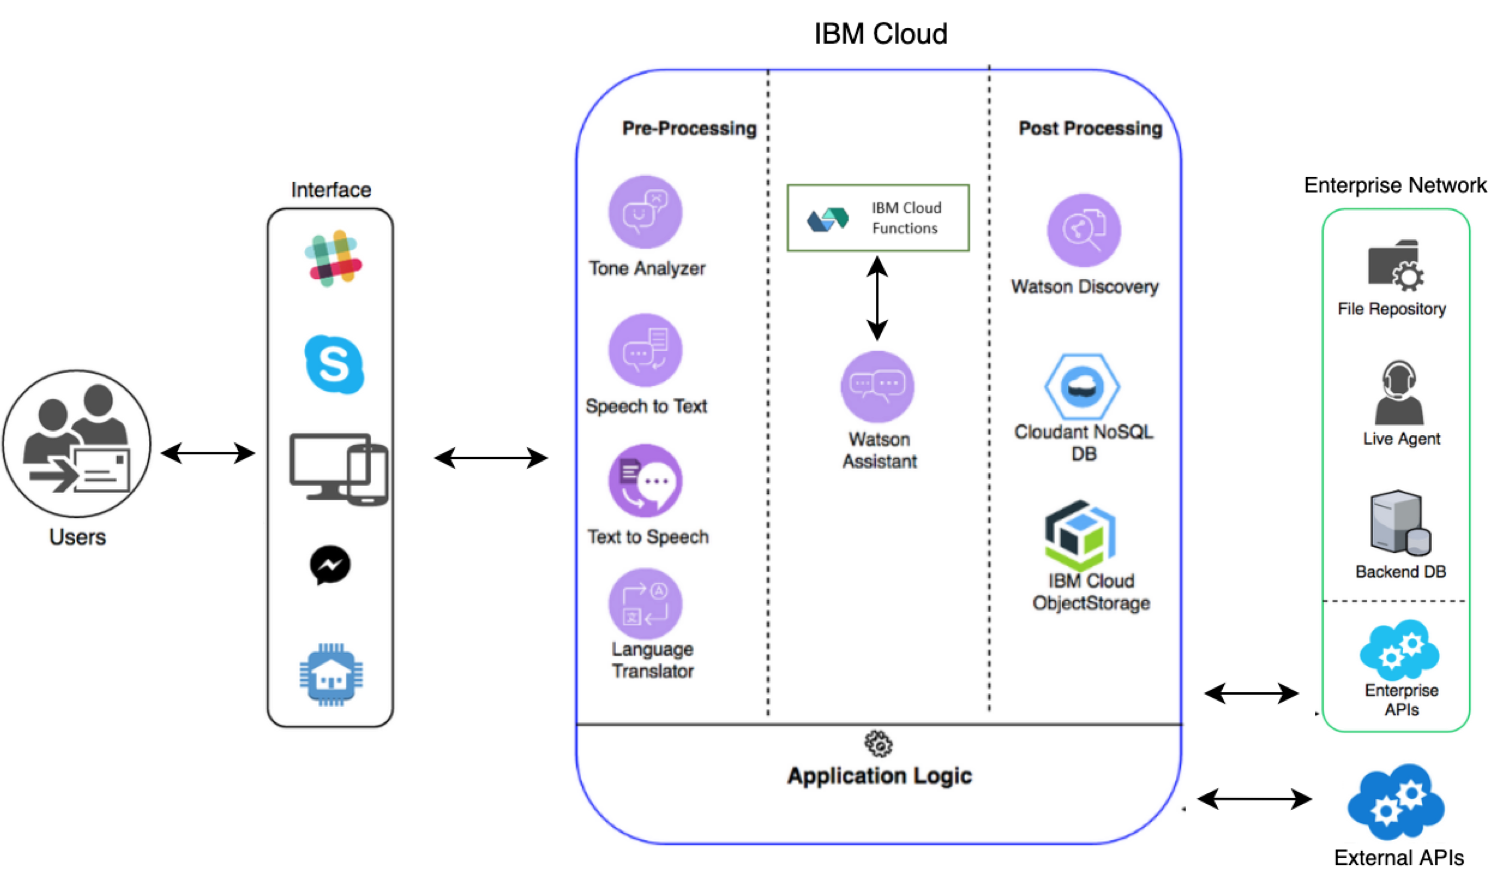 IBM Cloud
Interface
S
Users
Pre-Processing
Tone Analyzer
Speech to Text
Text to Speech
A
文
Language
Translator
IBM Cloud
Functions
Watson
Assistant
Post Processing
Watson Discovery
Cloudant NoSQL
DB
IBM Cloud
ObjectStorage
Application Logic
Enterprise Network
File Repository
Live Agent
Backend DB
Enterprise
APIs
External APIs